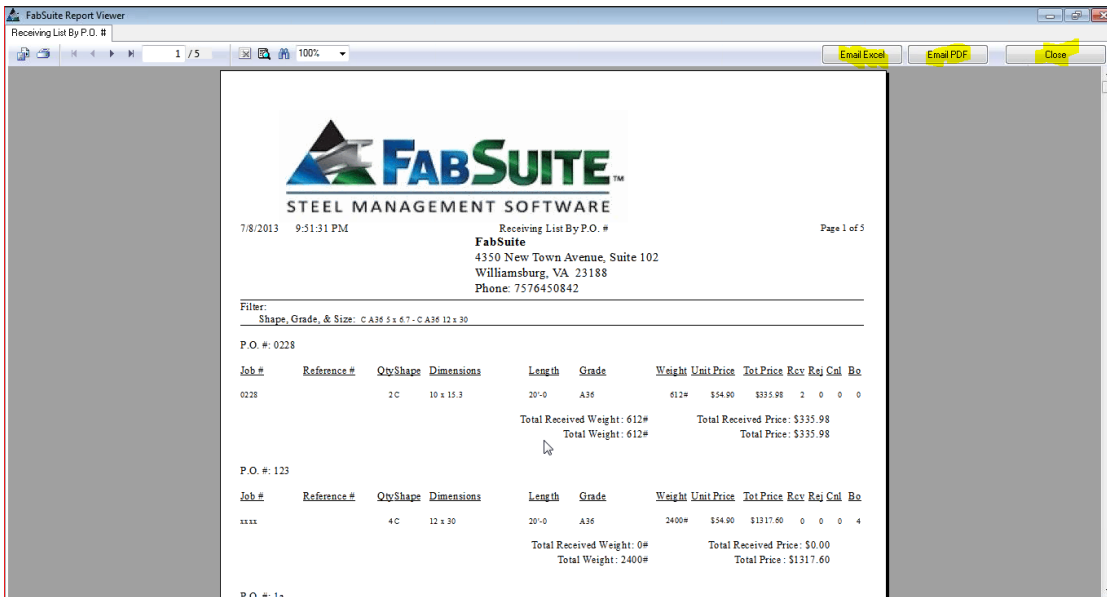 FabSuite Report Viewer
Receiving List By P.O. #
1 / 5 100% Email Excel Email PDF Close
FABSUITE™
STEEL MANAGEMENT SOFTWARE
7/8/2013 9:51:31 PM Receiving List By P.O. # Page 1 of 5
FabSuite
4350 New Town Avenue, Suite 102
Williamsburg, VA 23188
Phone: 7576450842
Filter:
Shape, Grade, & Size: C A36 5 x 6.7 - C A36 12 x 30
P.O. #: 0228
Job # Reference # Qty Shape Dimensions Length Grade Weight Unit Price Tot Price Rcv Rej Cnl Bo
0228 2 C 10 x 15.3 20'-0 A36 612# $54.90 $335.98 2 0 0 0
Total Received Weight: 612# Total Received Price: $335.98
Total Weight: 612# Total Price: $335.98
P.O. #: 123
Job # Reference # Qty Shape Dimensions Length Grade Weight Unit Price Tot Price Rcv Rej Cnl Bo
xxxx 4 C 12 x 30 20'-0 A36 2400# $54.90 $1317.60 0 0 0 4
Total Received Weight: 0# Total Received Price: $0.00
Total Weight: 2400# Total Price: $1317.60
P.O. #: 1a